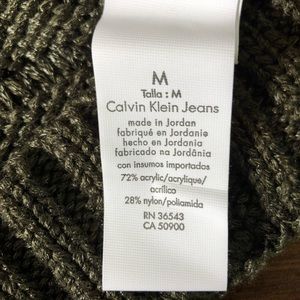 M
Talla : M
Calvin Klein Jeans
made in Jordan
fabriqué en Jordanie
hecho en Jordania
fabricado na Jordânia
con insumos importados
72% acrylic/acrylique/
acrílico
28% nylon/poliamida
RN 36543
CA 50900